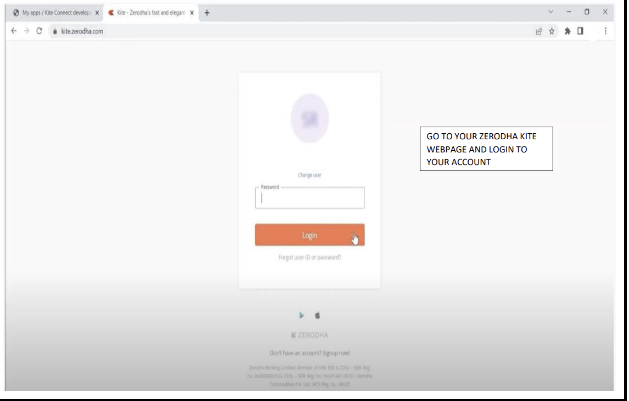 My apps / Kite Connect develop
Kite - Zerodha's fast and elegan
kite.zerodha.com
SR
Change user
Password
Login
Forgot user ID or password?
GO TO YOUR ZERODHA KITE
WEBPAGE AND LOGIN TO
YOUR ACCOUNT
ZERODHA
Don't have an account? Signup now!